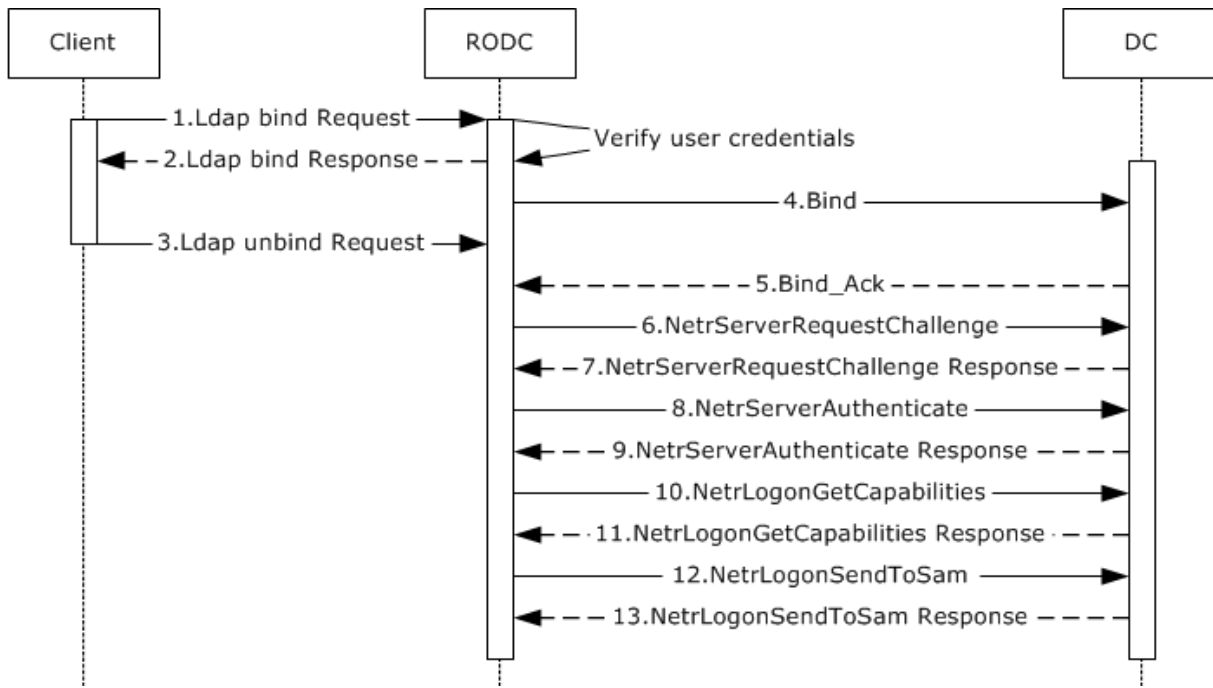 Client
RODC
DC
1.Ldap bind Request
Verify user credentials
2.Ldap bind Response
4.Bind
3.Ldap unbind Request
5.Bind_Ack
6.NetrServerRequestChallenge
7.NetrServerRequestChallenge Response
8.NetrServerAuthenticate
9.NetrServerAuthenticate Response
10.NetrLogonGetCapabilities
11.NetrLogonGetCapabilities Response
12.NetrLogonSendToSam
13.NetrLogonSendToSam Response